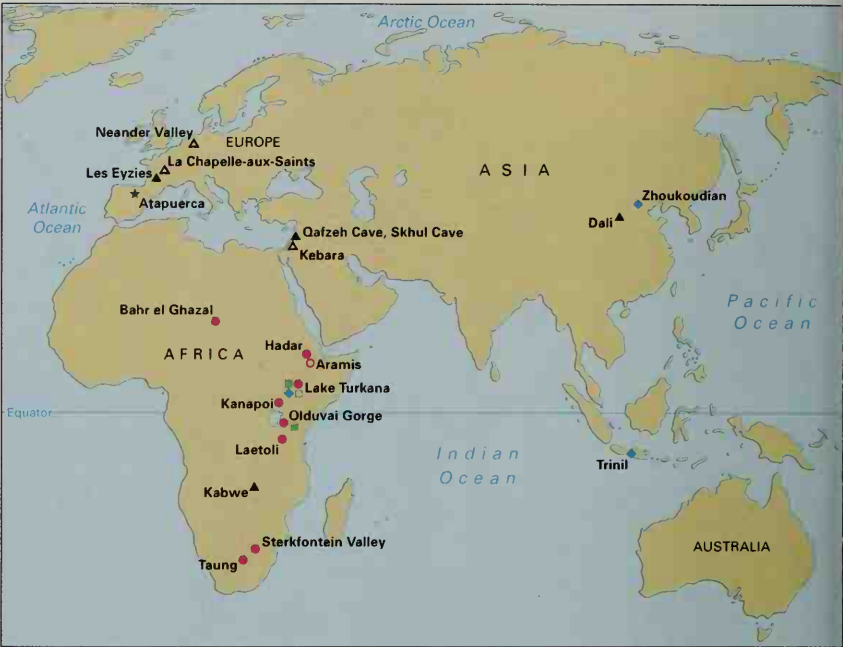 Arctic Ocean
Neander Valley
EUROPE
La Chapelle-aux-Saints
Les Eyzies
ASIA
Zhoukoudian
Atapuerca
Atlantic
Ocean
Dali
Qafzeh Cave, Skhul Cave
Kebara
Bahr el Ghazal
Pacific
Ocean
AFRICA
Hadar
Aramis
Lake Turkana
Kanapoi
Equator
Olduvai Gorge
Laetoli
Indian
Ocean
Trinil
Kabwe
Sterkfontein Valley
AUSTRALIA
Taung